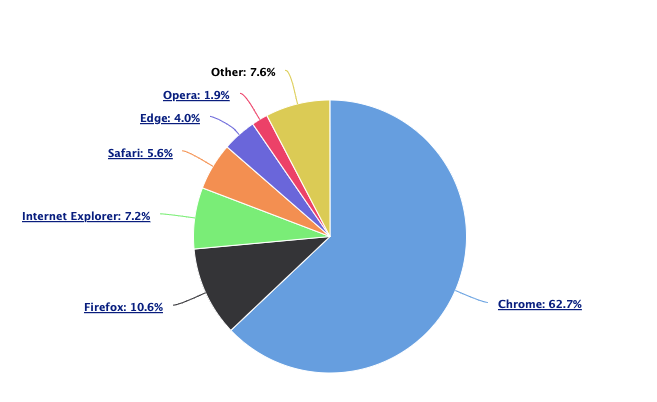 Other: 7.6%
Opera: 1.9%
Edge: 4.0%
Safari: 5.6%
Internet Explorer: 7.2%
Firefox: 10.6%
Chrome: 62.7%